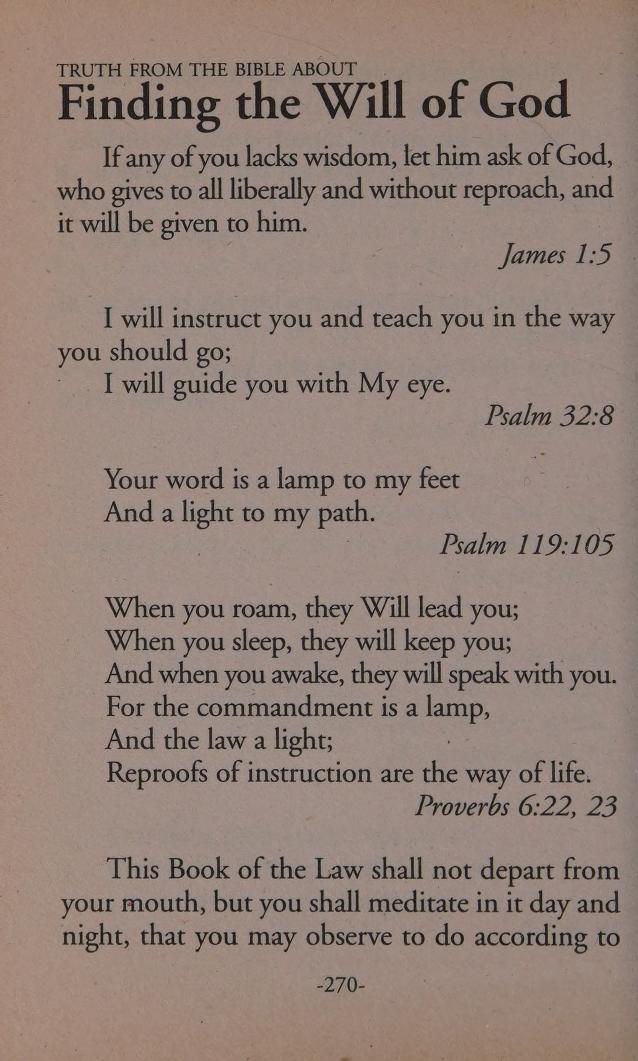 TRUTH FROM THE BIBLE ABOUT
Finding the Will of God
If any of you lacks wisdom, let him ask of God,
who gives to all liberally and without reproach, and
it will be given to him.
James 1:5
I will instruct you and teach you in the way
you should go;
I will guide you with My eye.
Psalm 32:8
Your word is a lamp to my feet
And a light to my path.
Psalm 119:105
When you roam, they Will lead you;
When you sleep, they will keep you;
And when you awake, they will speak with you.
For the commandment is a lamp,
And the law a light;
Reproofs of instruction are the way of life.
Proverbs 6:22, 23
This Book of the Law shall not depart from
your mouth, but you shall meditate in it day and
night, that you may observe to do according to
-270-